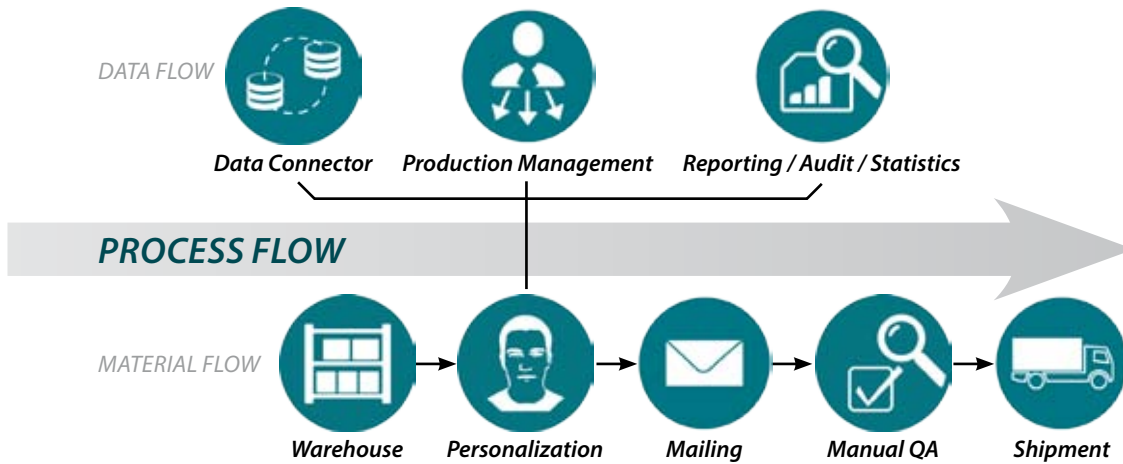 DATA FLOW
Data Connector
Production Management
Reporting / Audit / Statistics
PROCESS FLOW
MATERIAL FLOW
Warehouse
Personalization
Mailing
Manual QA
Shipment